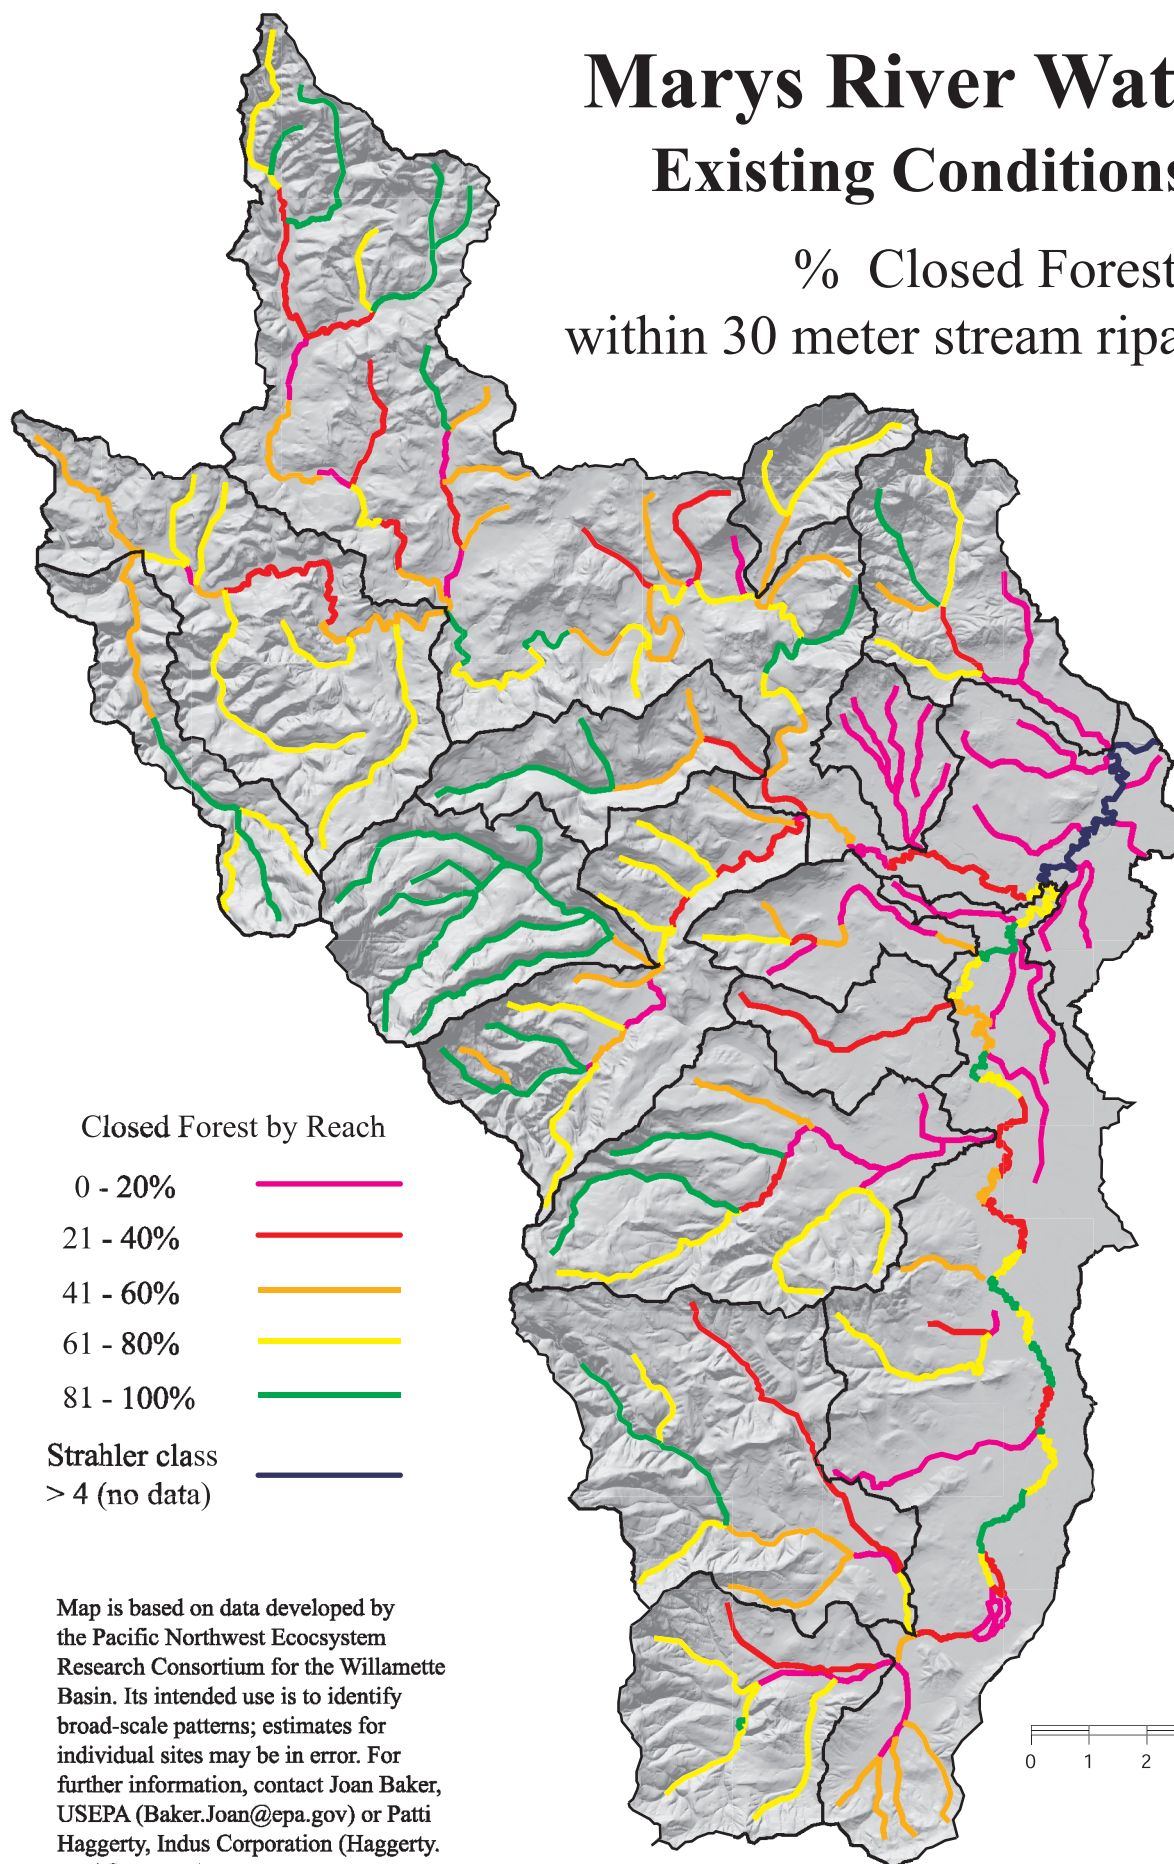 Marys River Wat
Existing Conditions
% Closed Forest
within 30 meter stream ripa
Closed Forest by Reach
0 - 20%
21 - 40%
41 - 60%
61 - 80%
81 - 100%
Strahler class
> 4 (no data)
Map is based on data developed by
the Pacific Northwest Ecocsystem
Research Consortium for the Willamette
Basin. Its intended use is to identify
broad-scale patterns; estimates for
individual sites may be in error. For
further information, contact Joan Baker,
USEPA (Baker.Joan@epa.gov) or Patti
Haggerty, Indus Corporation (Haggerty.
0 1 2